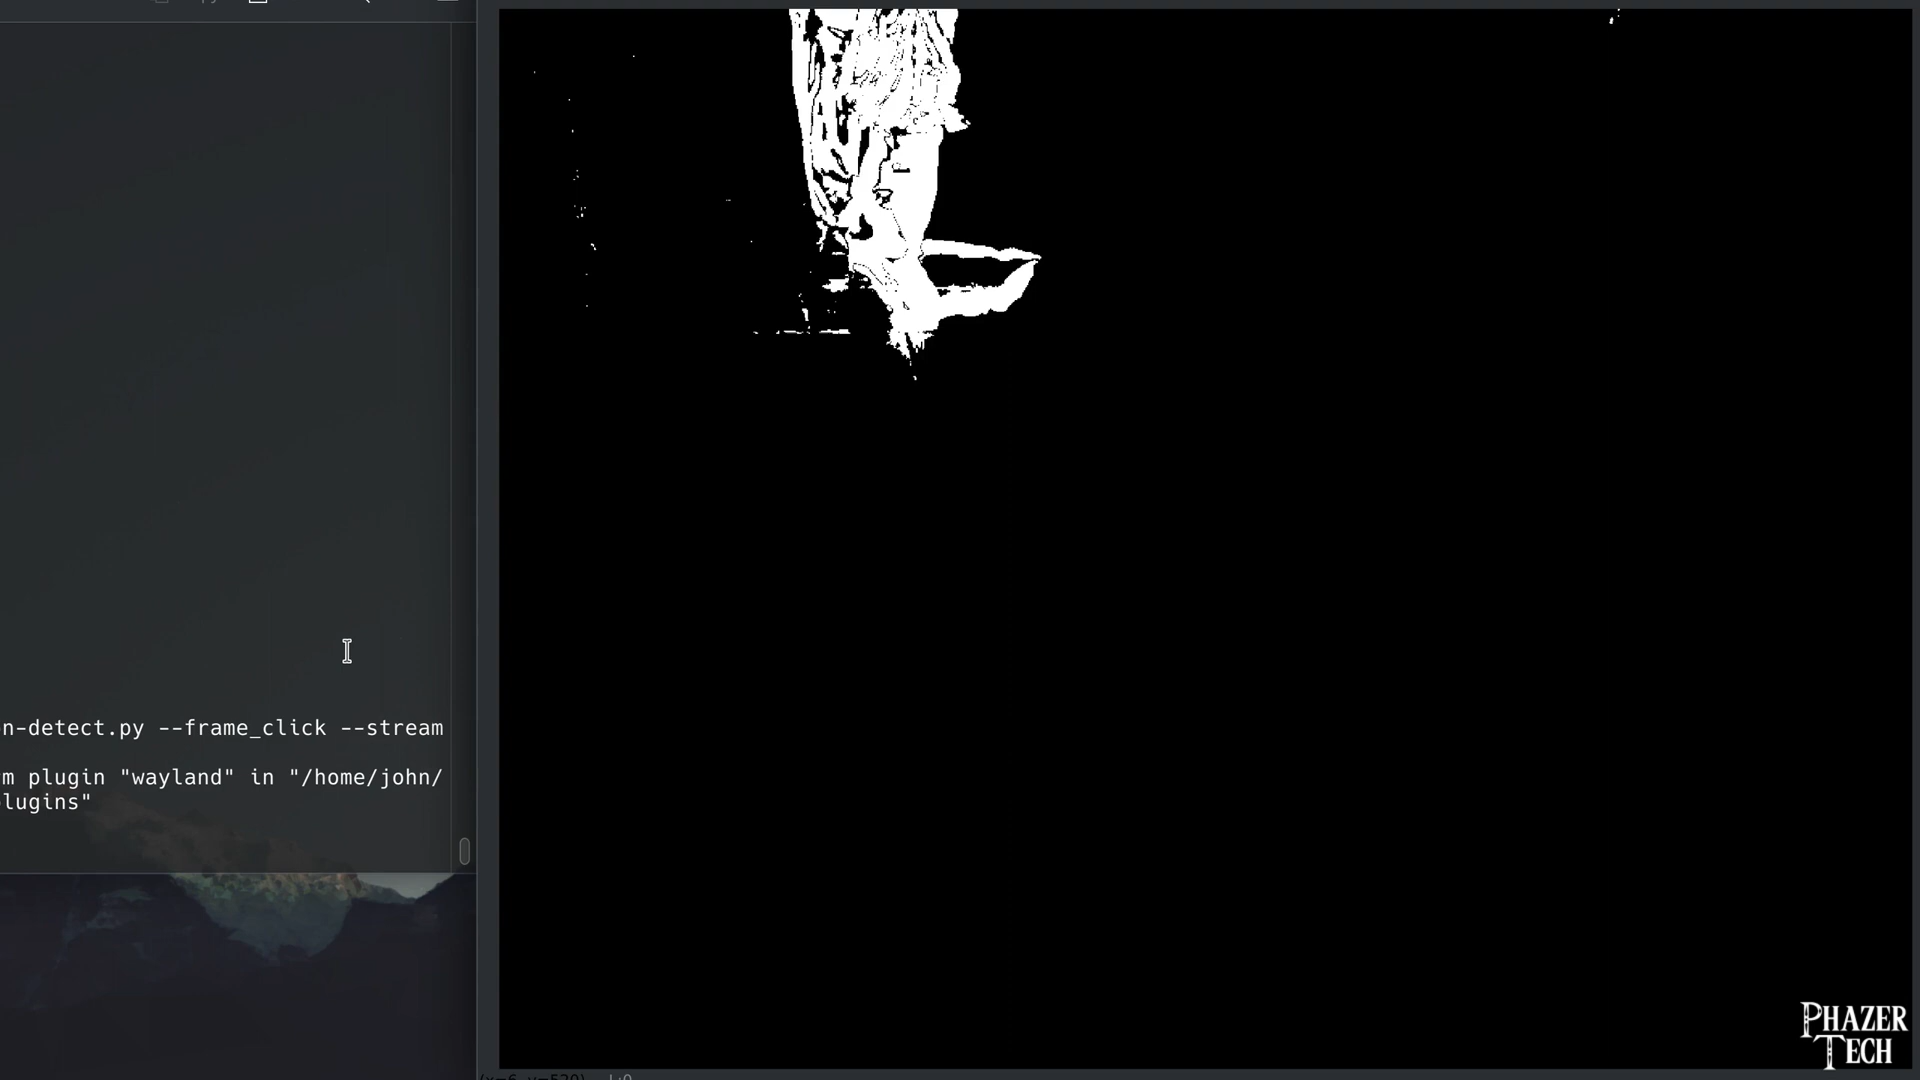 n-detect.py --frame_click --stream
m plugin "wayland" in "/home/john/
lugins"
PHAZER
TECH